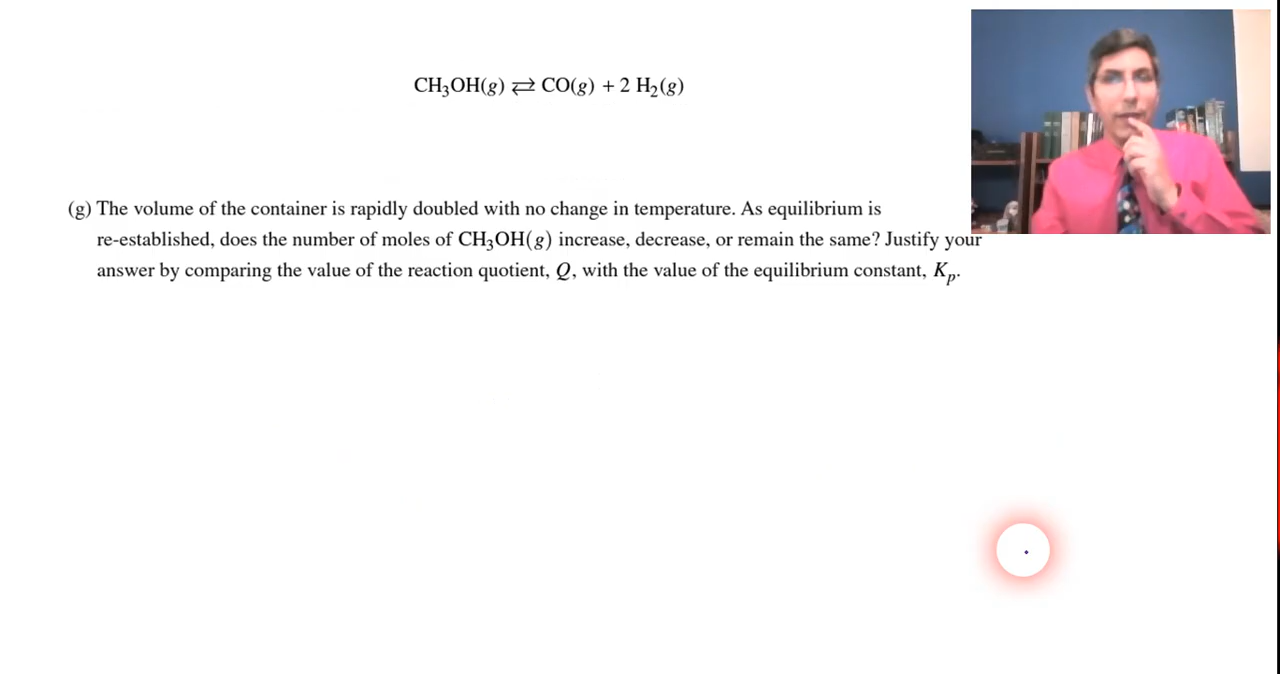 CH₃OH(g) ⇄ CO(g) + 2 H₂(g)
(g) The volume of the container is rapidly doubled with no change in temperature. As equilibrium is
re-established, does the number of moles of CH₃OH(g) increase, decrease, or remain the same? Justify your
answer by comparing the value of the reaction quotient, Q, with the value of the equilibrium constant, Kₚ.